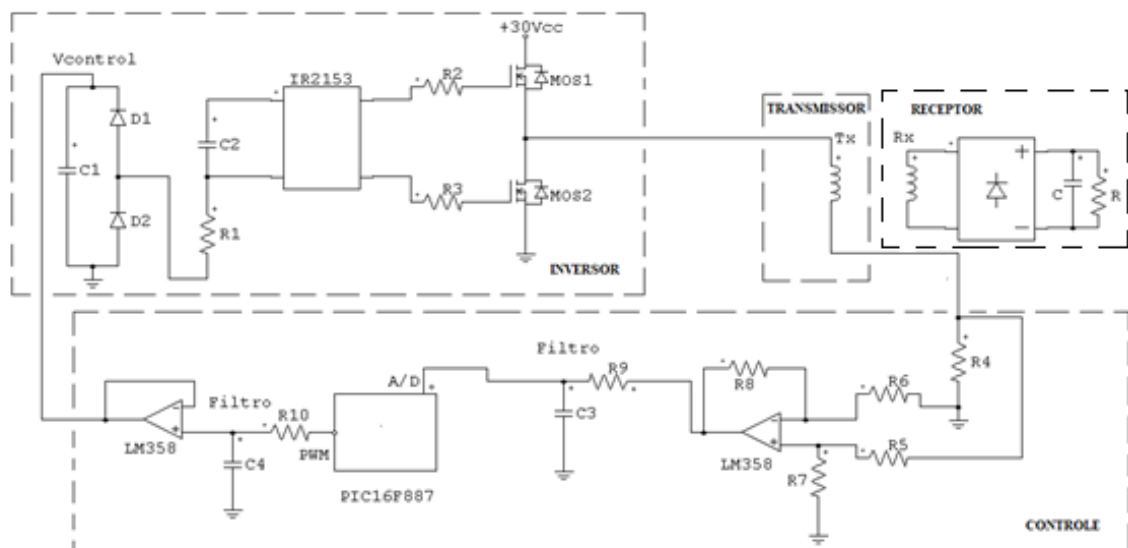 +30Vcc
Vcontrol
IR2153
R2
MOS1
D1
C2
C1
R3
MOS2
D2
R1
INVERSOR
TRANSMISSOR
Tx
RECEPTOR
Rx
+
-
C
R
Filtro
R9
R8
R4
A/D
R6
Filtro
R10
C3
LM358
PWM
C4
LM358
R5
R7
PIC16F887
CONTROLE